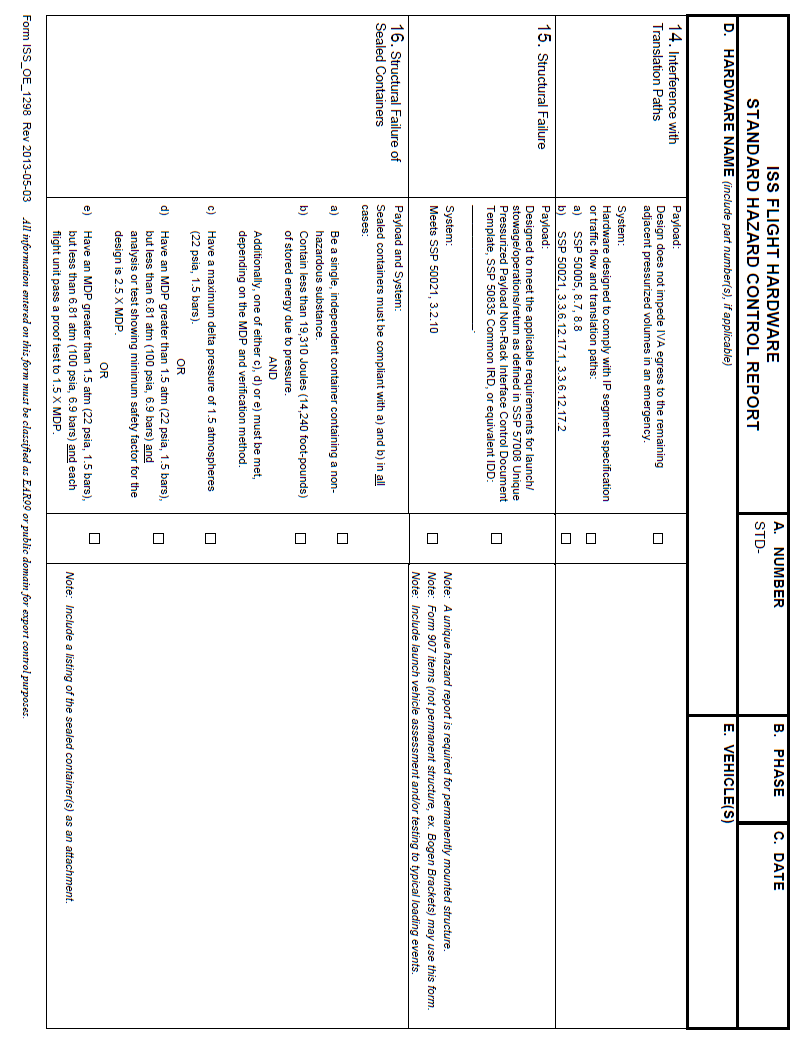 ISS FLIGHT HARDWARE
STANDARD HAZARD CONTROL REPORT
A. NUMBER
STD-
B. PHASE
C. DATE
D. HARDWARE NAME (include part number(s), if applicable)
E. VEHICLE(S)
14. Interference with
Translation Paths
Payload:
Design does not impede IVA egress to the remaining
adjacent pressurized volumes in an emergency.
System:
Hardware designed to comply with IP segment specification
or traffic flow and translation paths:
a) SSP 50005, 8.7, 8.8
b) SSP 50021, 3.3.6.12.17.1, 3.3.6.12.17.2
15. Structural Failure
Payload:
Designed to meet the applicable requirements for launch/
stowage/operations/return as defined in SSP 57008 Unique
Pressurized Payload Non-Rack Interface Control Document
Template, SSP 50835 Common IRD, or equivalent IDD:
____________________.
System:
Meets SSP 50021, 3.2.10
Note: A unique hazard report is required for permanently mounted structure.
Note: Form 907 items (not permanent structure, ex. Bogen Brackets) may use this form.
Note: Include launch vehicle assessment and/or testing to typical loading events.
16. Structural Failure of
Sealed Containers
Payload and System:
Sealed containers must be compliant with a) and b) in all
cases:
a) Be a single, independent container containing a non-
hazardous substance.
b) Contain less than 19,310 Joules (14,240 foot-pounds)
of stored energy due to pressure.
AND
Additionally, one of either c), d) or e) must be met,
depending on the MDP and verification method.
c) Have a maximum delta pressure of 1.5 atmospheres
(22 psia, 1.5 bars).
OR
d) Have an MDP greater than 1.5 atm (22 psia, 1.5 bars),
but less than 6.81 atm (100 psia, 6.9 bars) and
analysis or test showing minimum safety factor for the
design is 2.5 X MDP.
OR
e) Have an MDP greater than 1.5 atm (22 psia, 1.5 bars),
but less than 6.81 atm (100 psia, 6.9 bars) and each
flight unit pass a proof test to 1.5 X MDP.
Note: Include a listing of the sealed container(s) as an attachment.
Form ISS_OE_1298 Rev 2013-05-03 All information entered on this form must be classified as EAR99 or public domain for export control purposes.